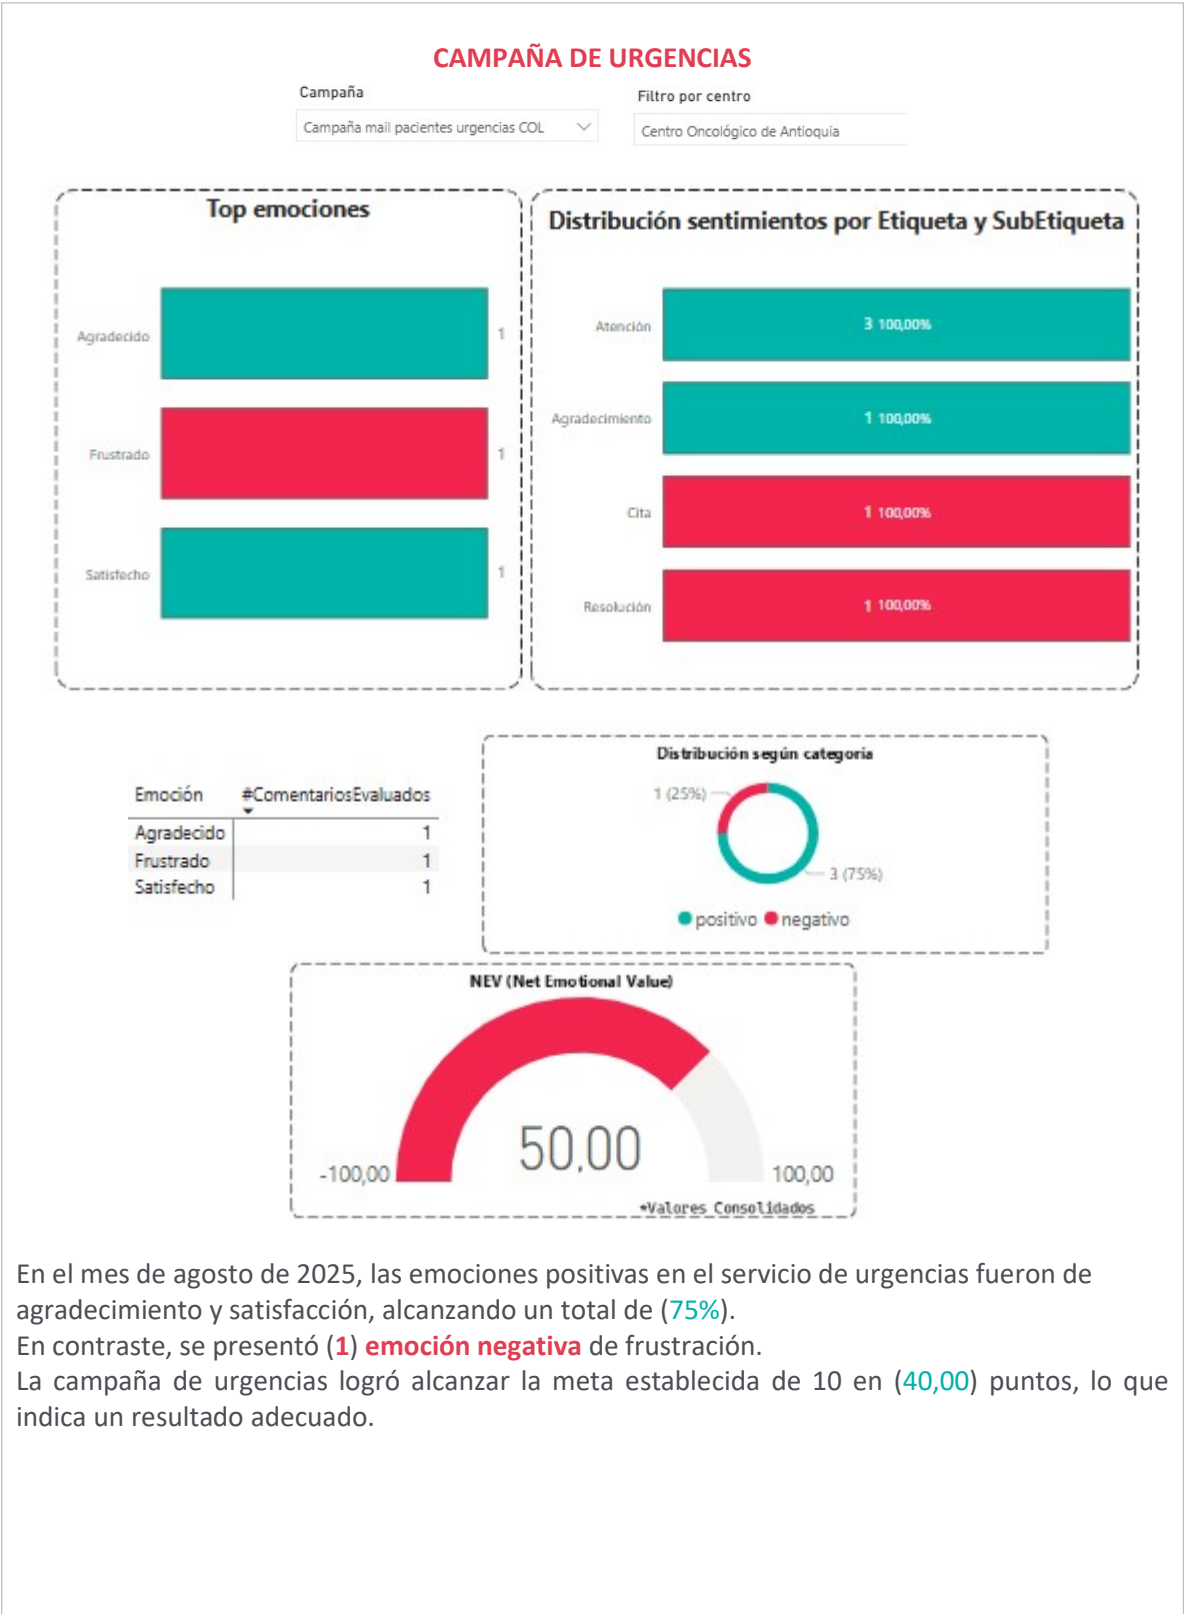 CAMPAÑA DE URGENCIAS
Campaña
Filtro por centro
Campaña mail pacientes urgencias COL
Centro Oncológico de Antioquia
Top emociones
Agradecido
1
Frustrado
1
Satisfecho
1
Distribución sentimientos por Etiqueta y SubEtiqueta
Atención
3 100,00%
Agradecimiento
1 100,00%
Cita
1 100,00%
Resolución
1 100,00%
Emoción #ComentariosEvaluados
Agradecido 1
Frustrado 1
Satisfecho 1
Distribución según categoria
1 (25%)
3 (75%)
positivo negativo
NEV (Net Emotional Value)
50,00
-100,00
100,00
*Valores Consolidados
En el mes de agosto de 2025, las emociones positivas en el servicio de urgencias fueron de
agradecimiento y satisfacción, alcanzando un total de (75%).
En contraste, se presentó (1) emoción negativa de frustración.
La campaña de urgencias logró alcanzar la meta establecida de 10 en (40,00) puntos, lo que
indica un resultado adecuado.